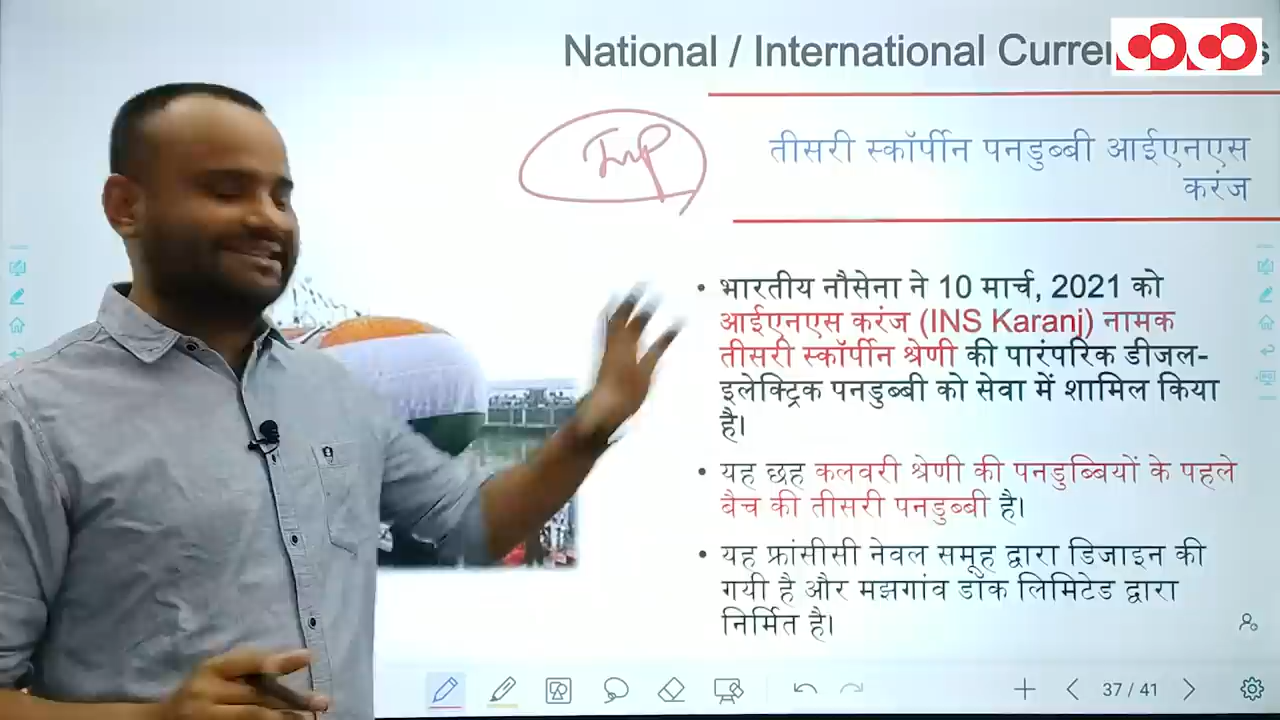 National / International Curren
Imp
तीसरी स्कॉर्पीन पनडुब्बी आईएनएस
करंज
• भारतीय नौसेना ने 10 मार्च, 2021 को
आईएनएस करंज (INS Karanj) नामक
तीसरी स्कॉर्पीन श्रेणी की पारंपरिक डीजल-
इलेक्ट्रिक पनडुब्बी को सेवा में शामिल किया
है।
• यह छह कलवरी श्रेणी की पनडुब्बियों के पहले
बैच की तीसरी पनडुब्बी है।
• यह फ्रांसीसी नेवल समूह द्वारा डिजाइन की
गयी है और मझगांव डॉक लिमिटेड द्वारा
निर्मित है।
37 / 41